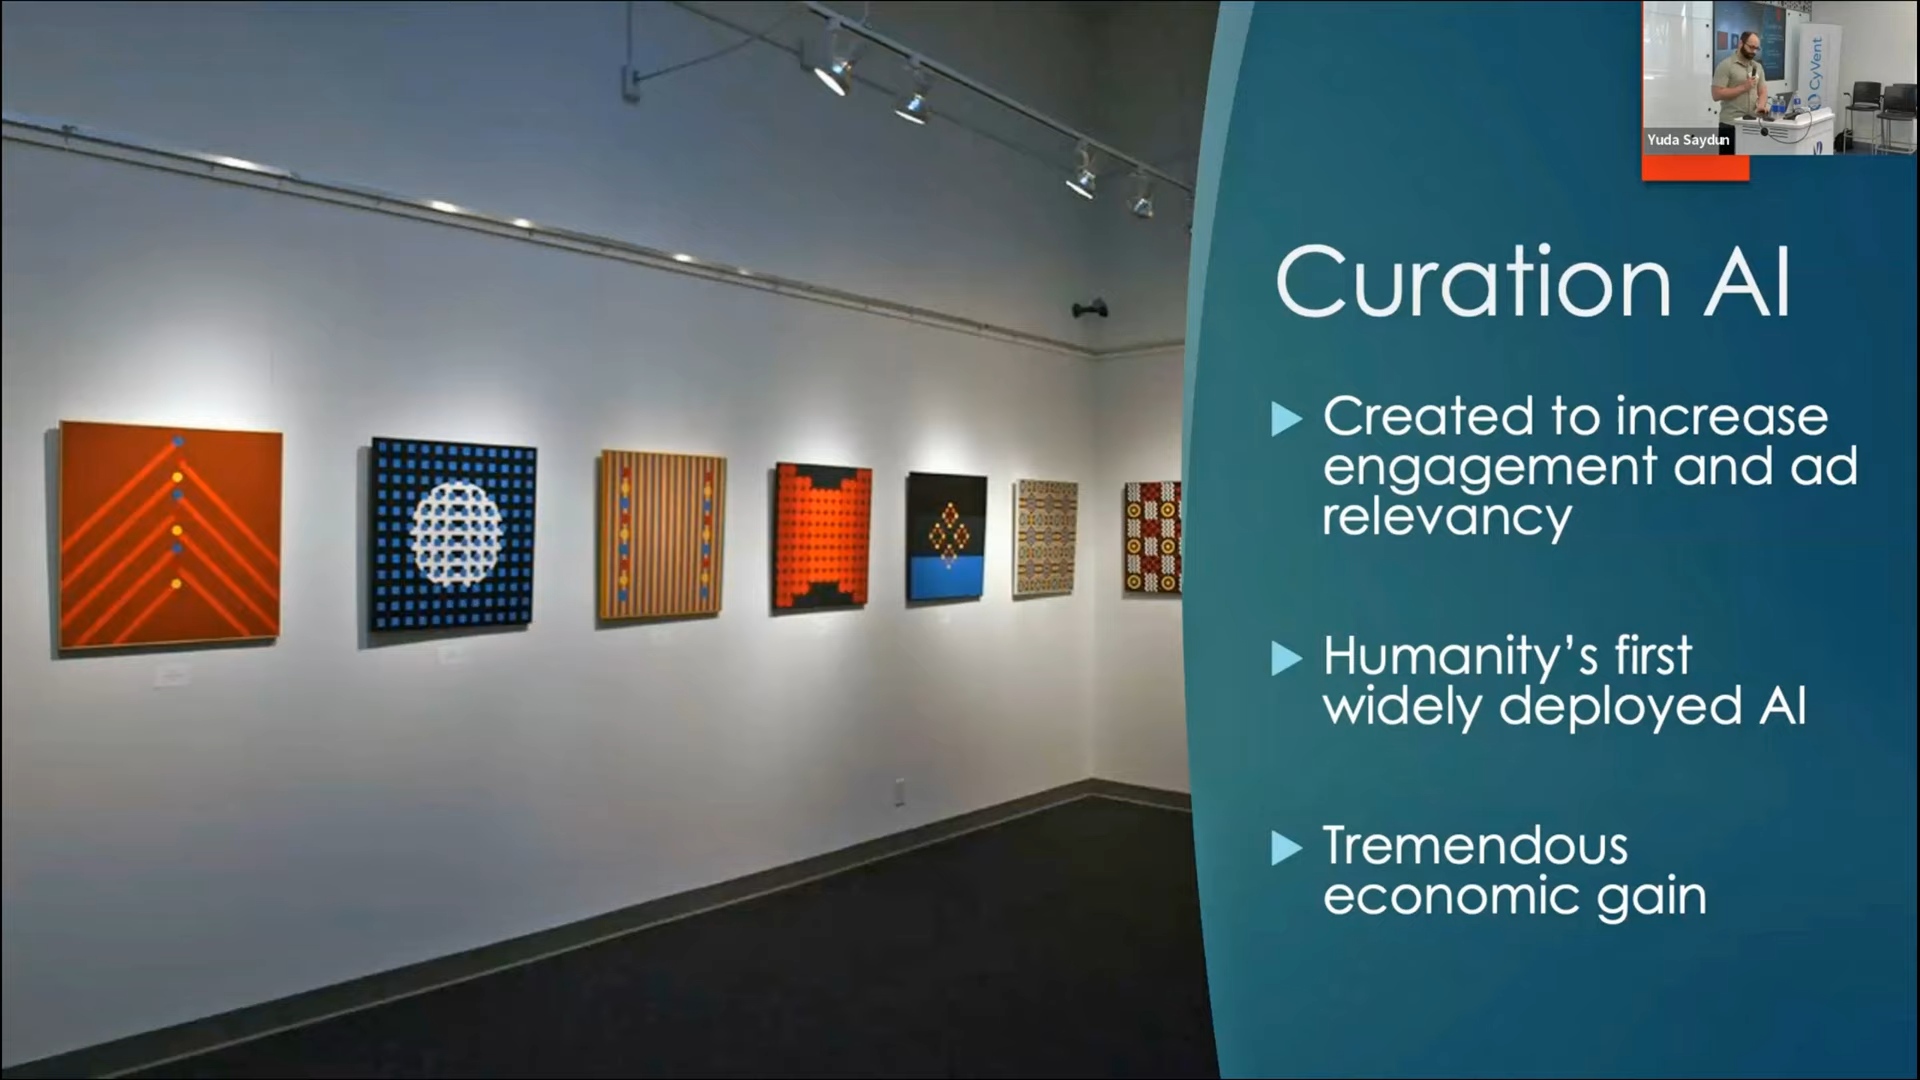 CyVent
Yuda Saydun
Curation AI
Created to increase
engagement and ad
relevancy
Humanity’s first
widely deployed AI
Tremendous
economic gain